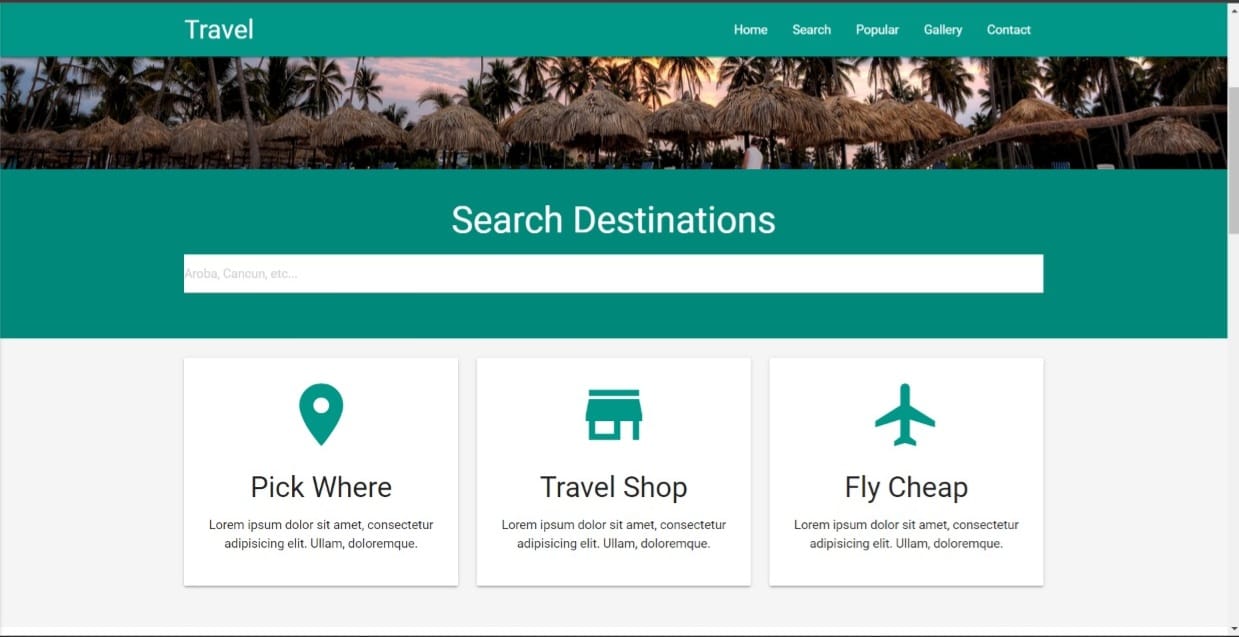 Travel
Home Search Popular Gallery Contact
Search Destinations
Aroba, Cancun, etc...
Pick Where
Lorem ipsum dolor sit amet, consectetur
adipisicing elit. Ullam, doloremque.
Travel Shop
Lorem ipsum dolor sit amet, consectetur
adipisicing elit. Ullam, doloremque.
Fly Cheap
Lorem ipsum dolor sit amet, consectetur
adipisicing elit. Ullam, doloremque.